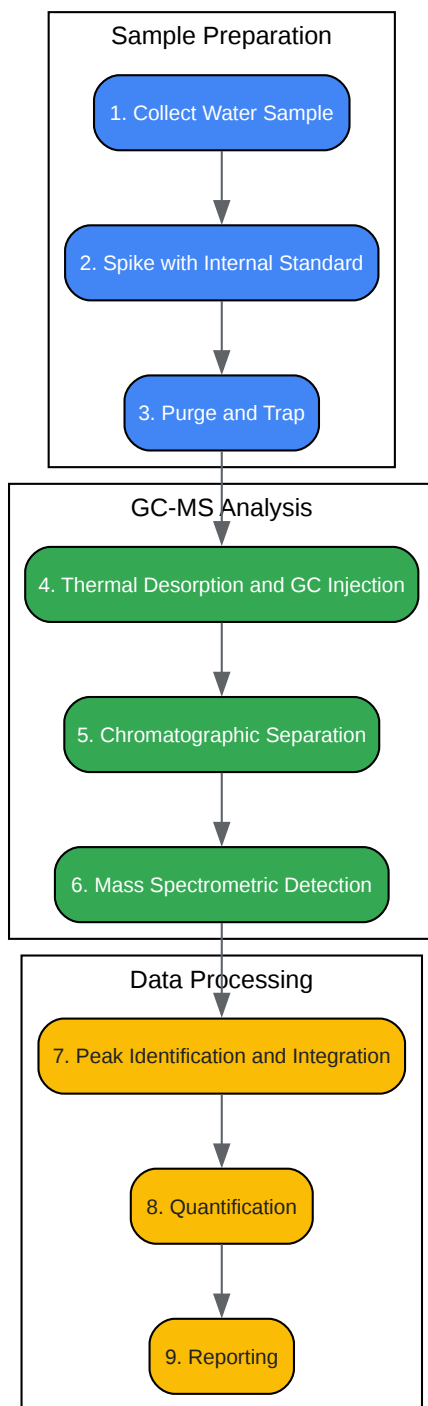 Sample Preparation
1. Collect Water Sample
2. Spike with Internal Standard
3. Purge and Trap
GC-MS Analysis
4. Thermal Desorption and GC Injection
5. Chromatographic Separation
6. Mass Spectrometric Detection
Data Processing
7. Peak Identification and Integration
8. Quantification
9. Reporting